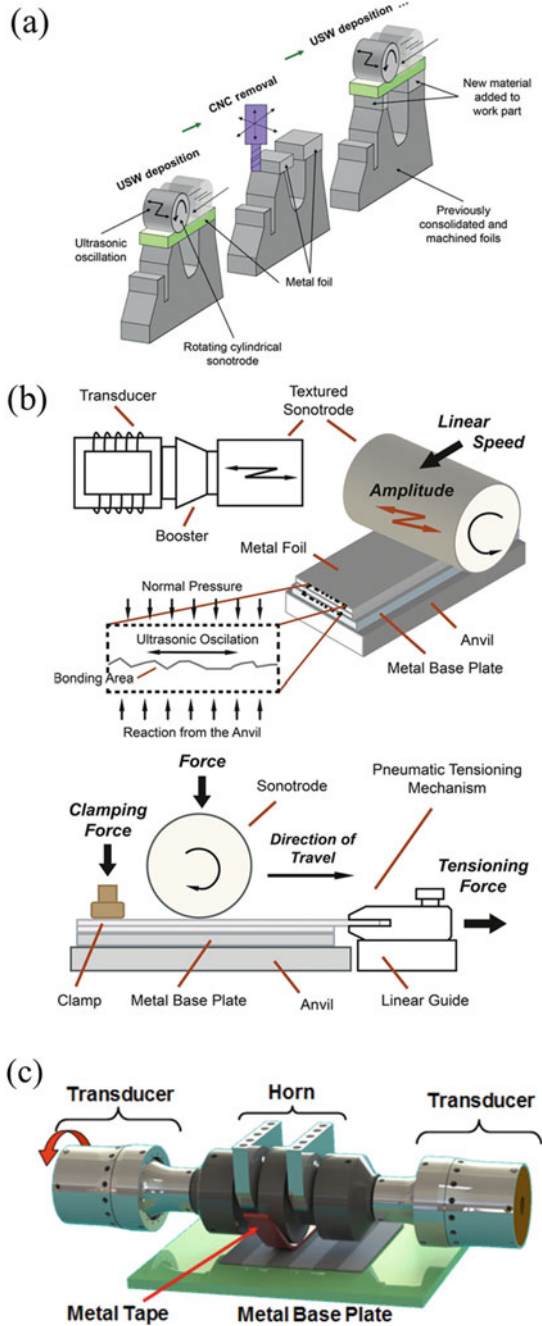 (a)
USW deposition ...
CNC removal
USW deposition
New material
added to
work part
Previously
consolidated and
machined foils
Ultrasonic
oscillation
Metal foil
Rotating cylindrical
sonotrode
(b)
Transducer
Textured
Sonotrode
Linear
Speed
Amplitude
Booster
Metal Foil
Normal Pressure
Ultrasonic Oscilation
Bonding Area
Anvil
Metal Base Plate
Reaction from the Anvil
Force
Sonotrode
Pneumatic Tensioning
Mechanism
Clamping
Force
Direction of
Travel
Tensioning
Force
Clamp
Metal Base Plate
Anvil
Linear Guide
(c)
Transducer
Horn
Transducer
Metal Tape
Metal Base Plate